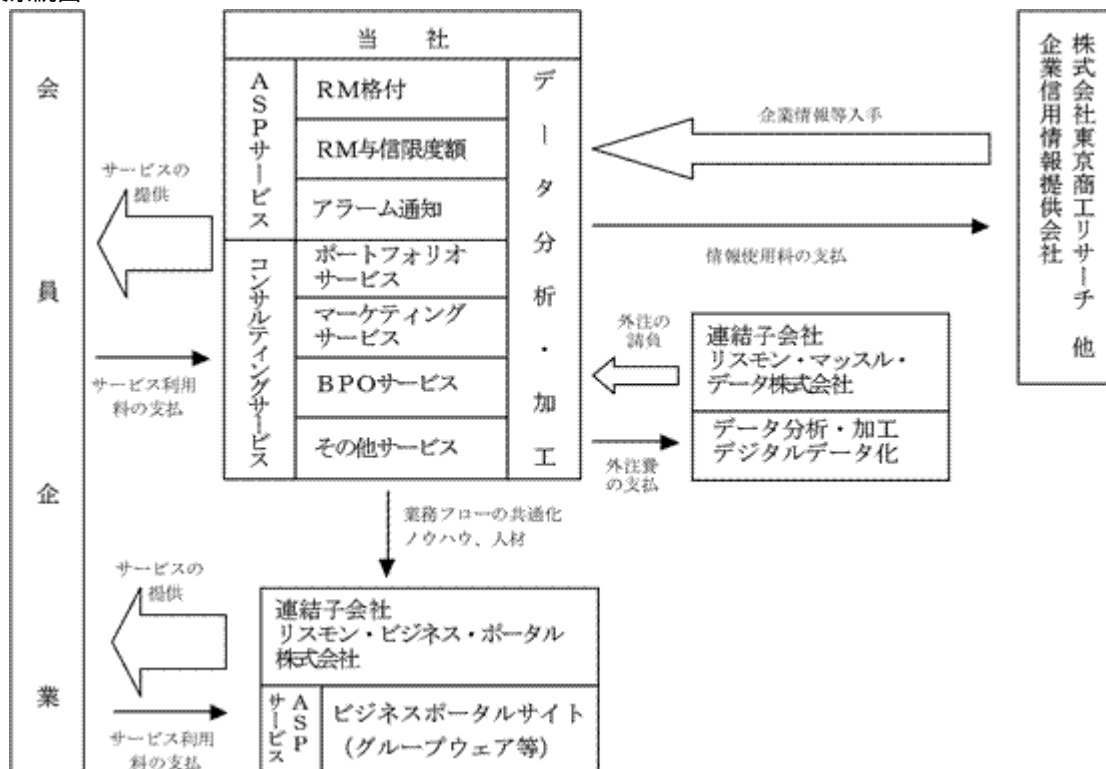 会員企業
サービスの
提供
サービス利用
料の支払
当社
ASPサービス
RM格付
RM与信限度額
アラーム通知
コンサルティングサービス
ポートフォリオ
サービス
マーケティング
サービス
BPOサービス
その他サービス
データ分析・加工
企業情報等入手
情報使用料の支払
株式会社東京商工リサーチ 他
企業信用情報提供会社
外注の
請負
外注費
の支払
連結子会社
リスモン・マッスル・
データ株式会社
データ分析・加工
デジタルデータ化
業務フローの共通化
ノウハウ、人材
サービスの
提供
サービス利用
料の支払
連結子会社
リスモン・ビジネス・ポータル
株式会社
ASP
サービス
ビジネスポータルサイト
(グループウェア等)